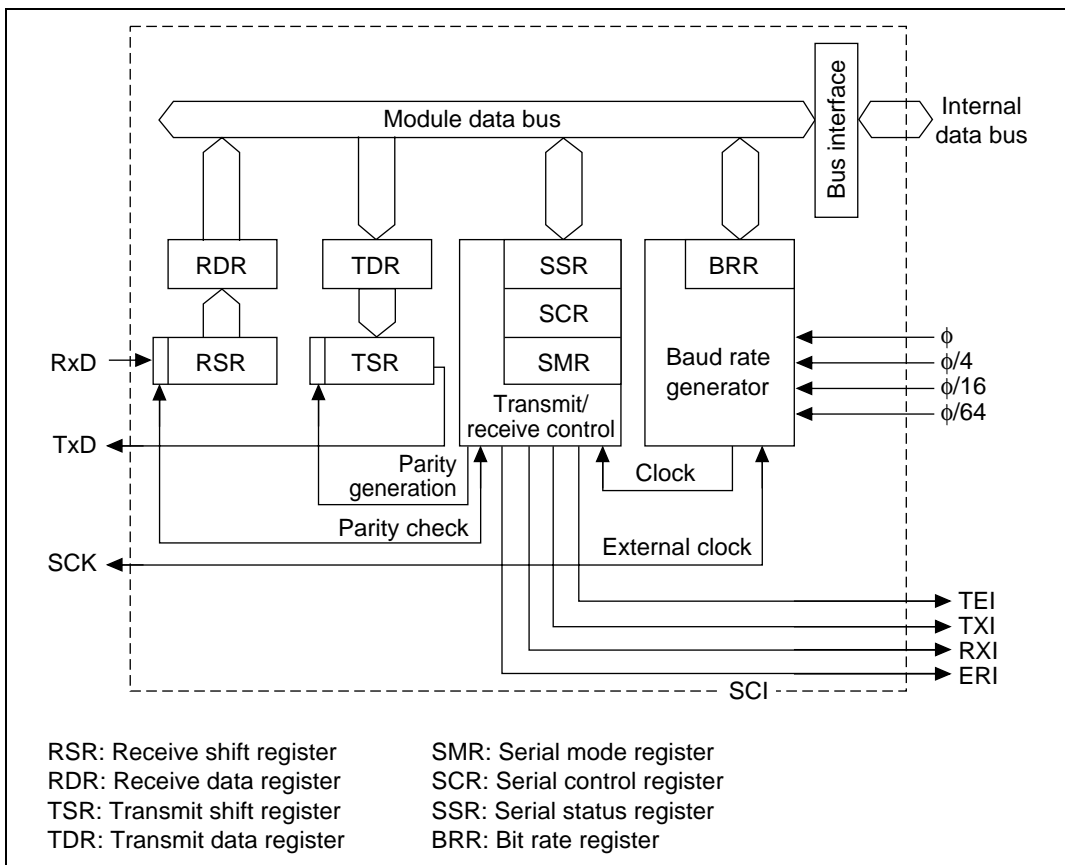 Module data bus
Bus interface
Internal
data bus
RDR
TDR
SSR
BRR
SCR
RxD
RSR
TSR
SMR
Baud rate
generator
ϕ
ϕ/4
ϕ/16
ϕ/64
Transmit/
receive control
TxD
Parity
generation
Clock
Parity check
External clock
SCK
TEI
TXI
RXI
ERI
SCI
RSR: Receive shift register
RDR: Receive data register
TSR: Transmit shift register
TDR: Transmit data register
SMR: Serial mode register
SCR: Serial control register
SSR: Serial status register
BRR: Bit rate register